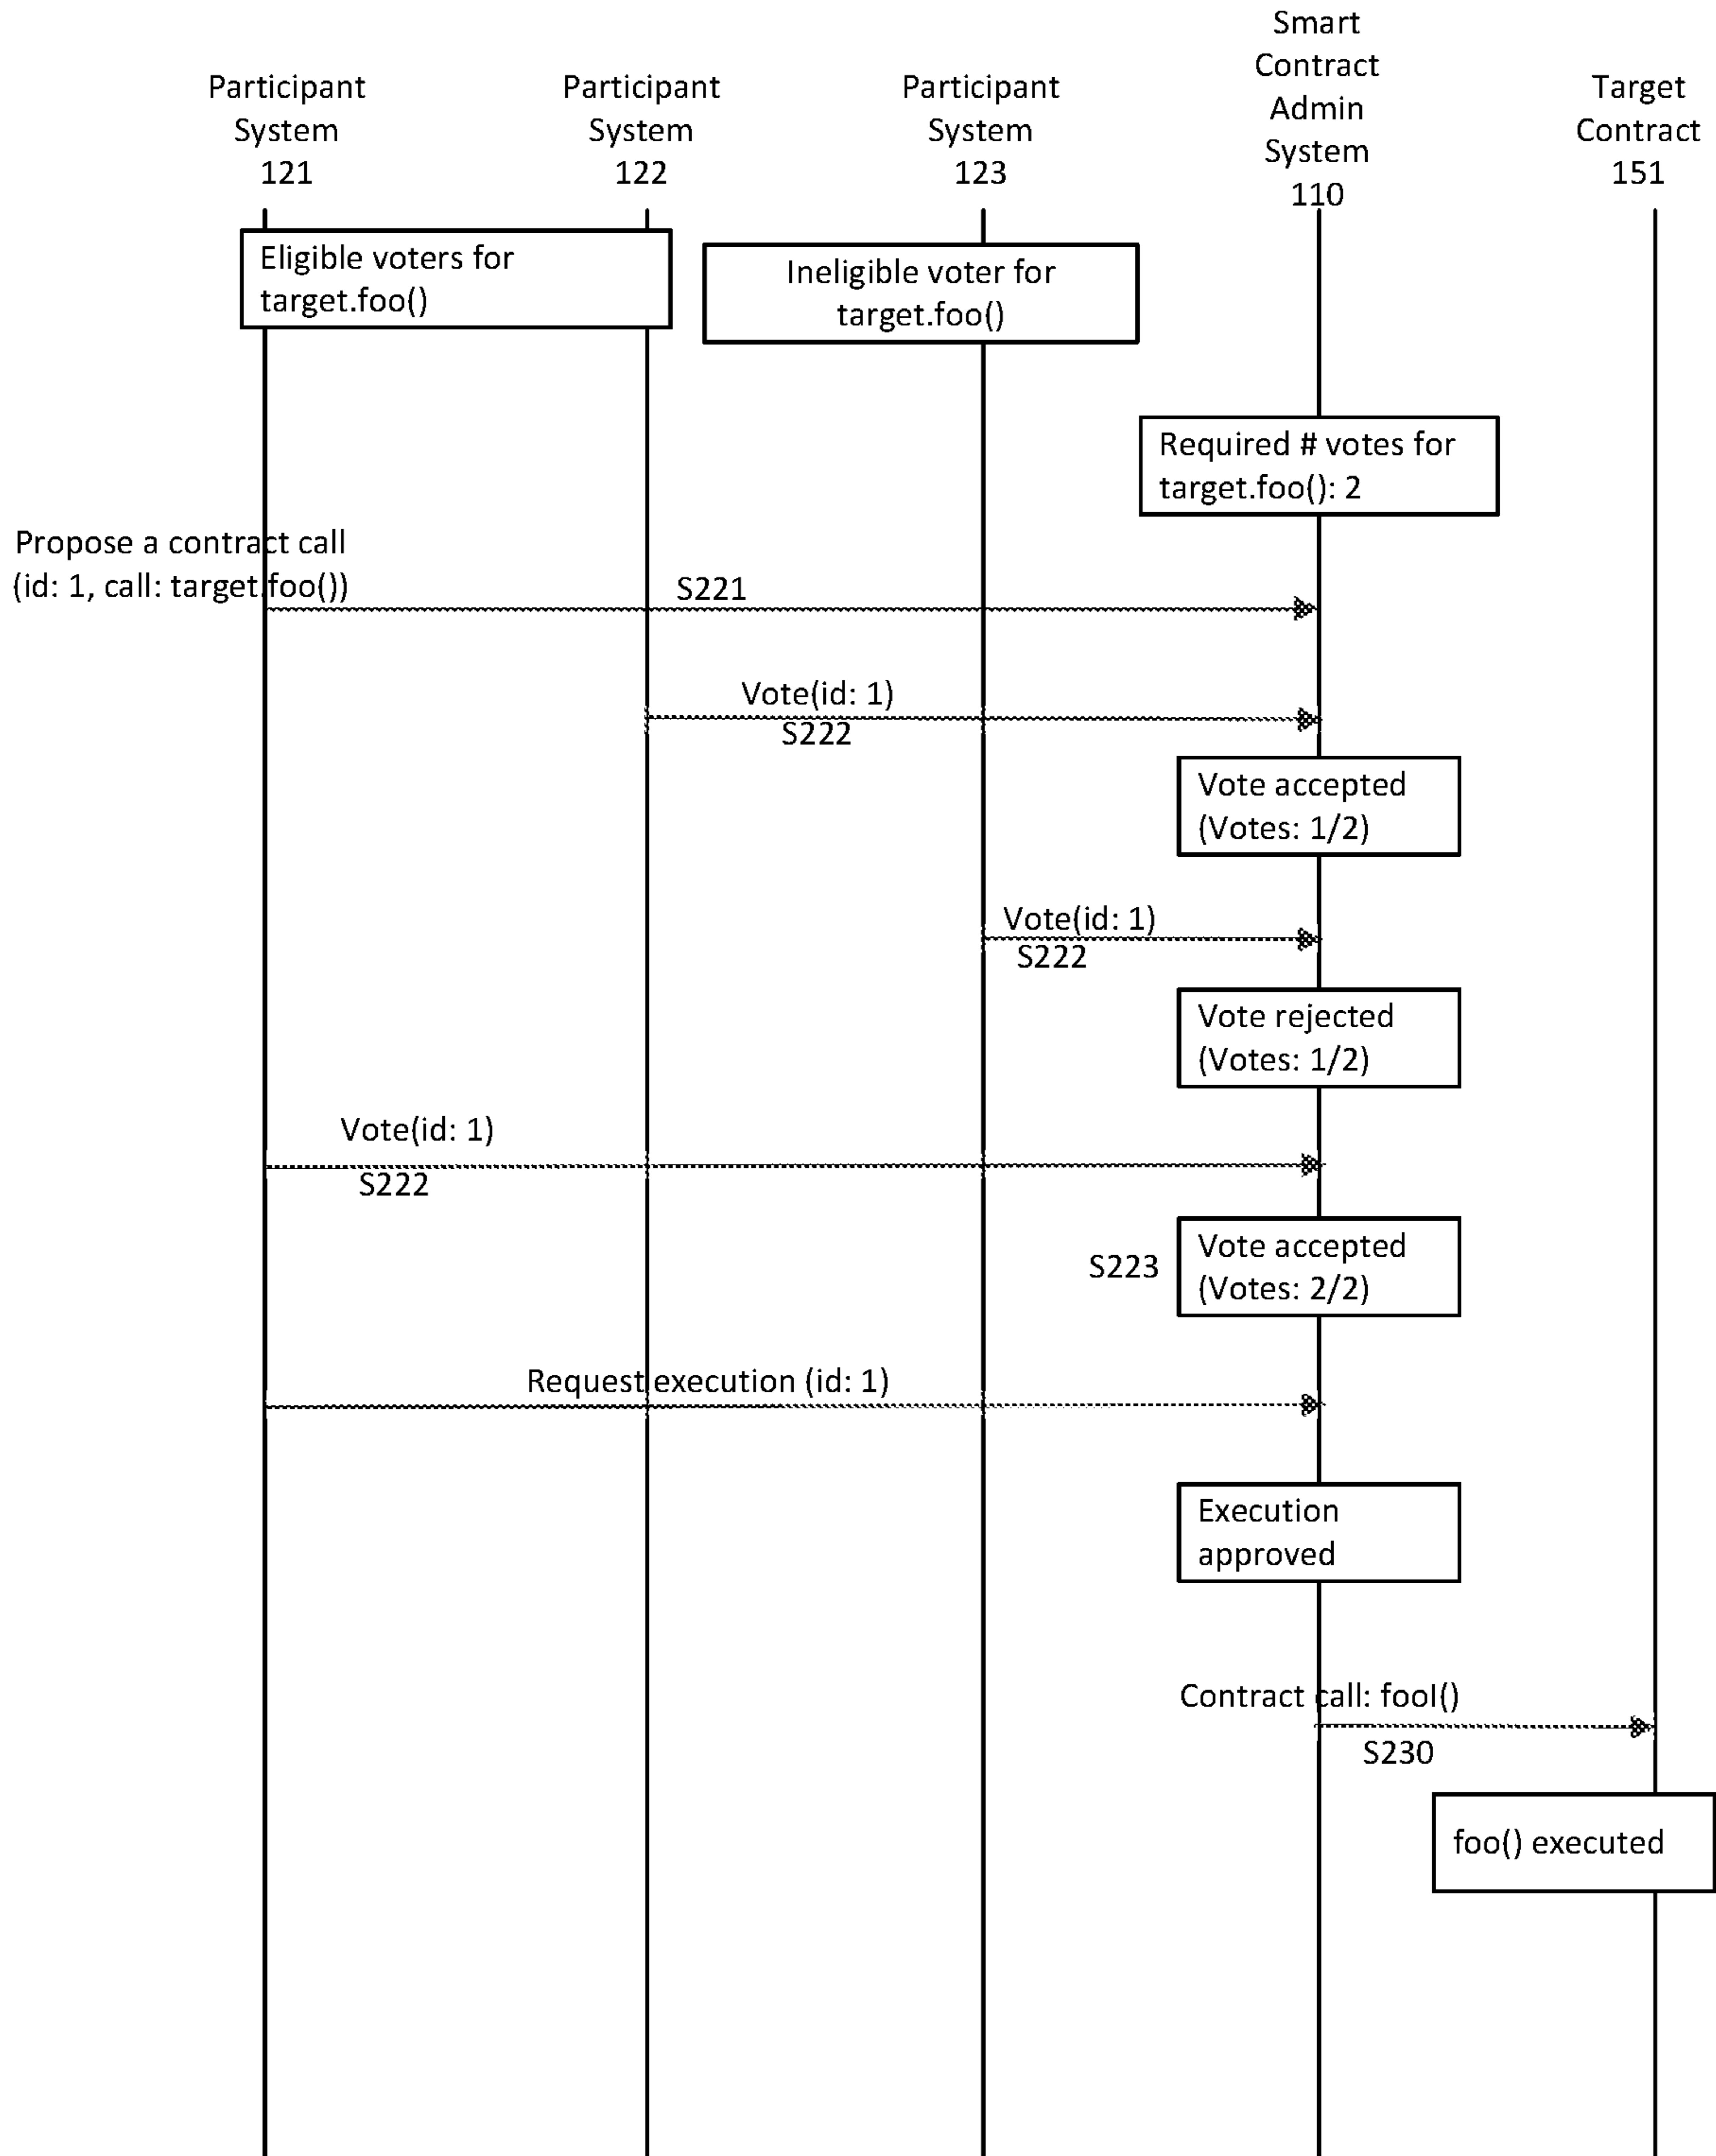 Participant
System
121
Participant
System
122
Participant
System
123
Smart
Contract
Admin
System
110
Target
Contract
151
Eligible voters for
target.foo()
Ineligible voter for
target.foo()
Required # votes for
target.foo(): 2
Propose a contract call
(id: 1, call: target.foo())
S221
Vote(id: 1)
S222
Vote accepted
(Votes: 1/2)
Vote(id: 1)
S222
Vote rejected
(Votes: 1/2)
Vote(id: 1)
S222
S223
Vote accepted
(Votes: 2/2)
Request execution (id: 1)
Execution
approved
Contract call: fooI()
S230
foo() executed